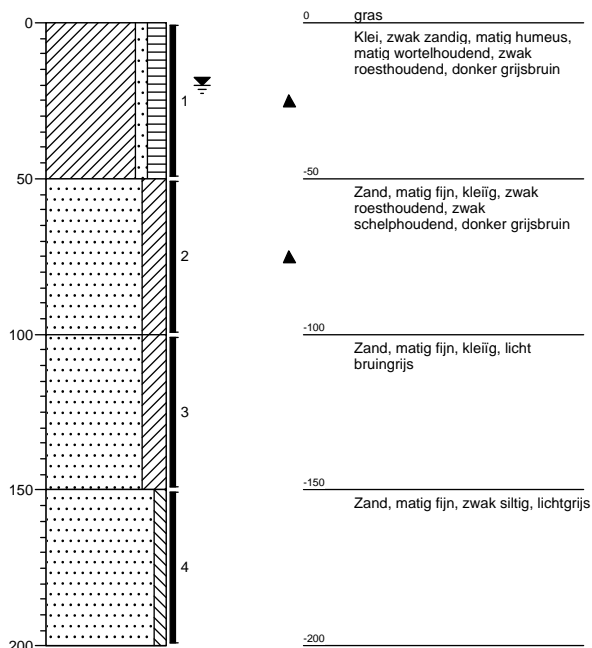 0
50
100
150
200
1
2
3
4
0 gras
Klei, zwak zandig, matig humeus,
matig wortelhoudend, zwak
roesthoudend, donker grijsbruin
-50
Zand, matig fijn, kleiïg, zwak
roesthoudend, zwak
schelphoudend, donker grijsbruin
-100
Zand, matig fijn, kleiïg, licht
bruingrijs
-150
Zand, matig fijn, zwak siltig, lichtgrijs
-200